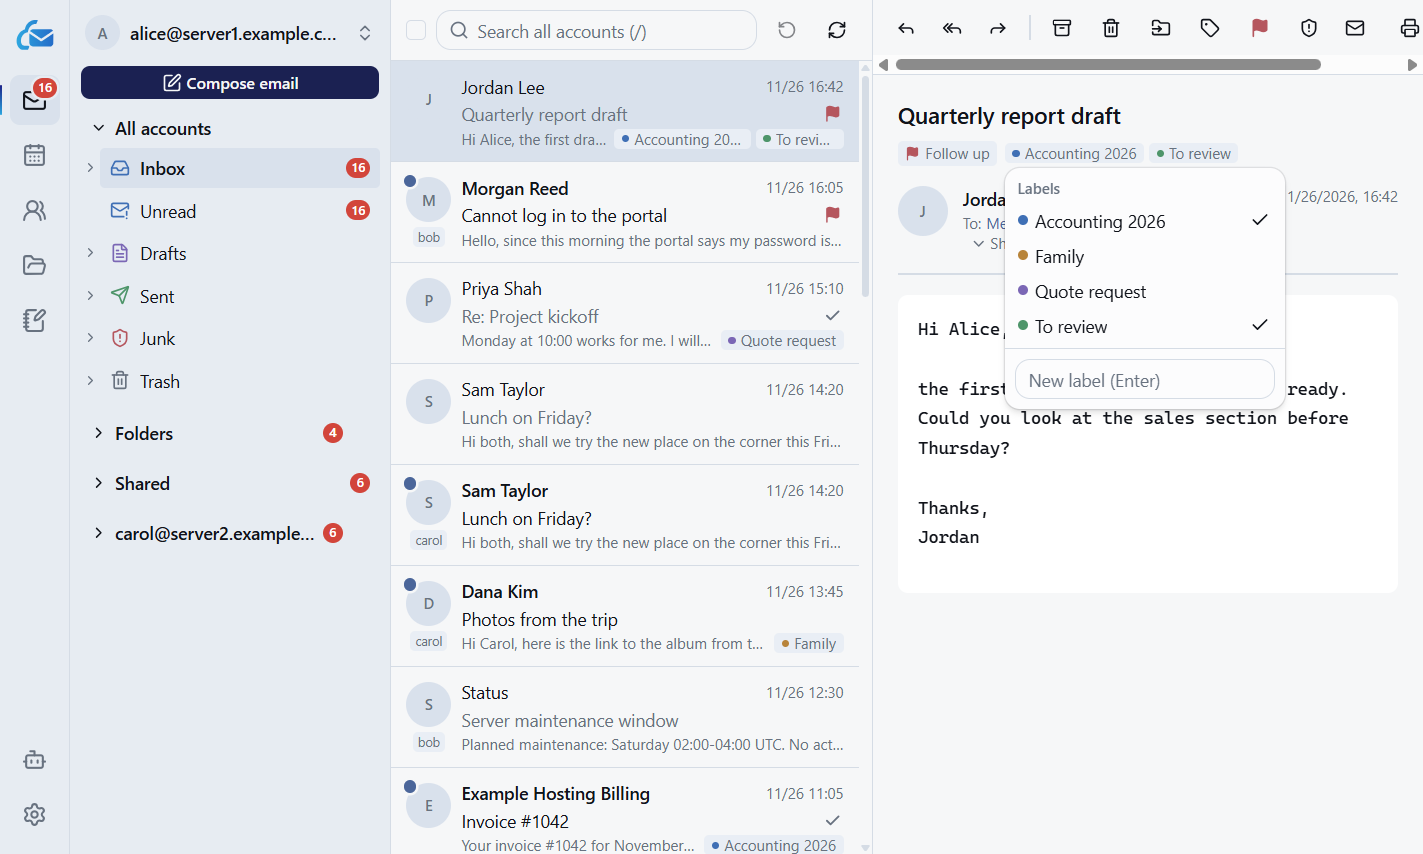 16
A
alice@server1.example.c...
Compose email
All accounts
Inbox
16
Unread
16
Drafts
Sent
Junk
Trash
Folders
4
Shared
6
carol@server2.example...
6
Search all accounts (/)
J
Jordan Lee
11/26 16:42
Quarterly report draft
Hi Alice, the first dra...
Accounting 20...
To revi...
M
bob
Morgan Reed
11/26 16:05
Cannot log in to the portal
Hello, since this morning the portal says my password is...
P
Priya Shah
11/26 15:10
Re: Project kickoff
Monday at 10:00 works for me. I will...
Quote request
S
Sam Taylor
11/26 14:20
Lunch on Friday?
Hi both, shall we try the new place on the corner this Fri...
S
carol
Sam Taylor
11/26 14:20
Lunch on Friday?
Hi both, shall we try the new place on the corner this Fri...
D
carol
Dana Kim
11/26 13:45
Photos from the trip
Hi Carol, here is the link to the album from t...
Family
S
bob
Status
11/26 12:30
Server maintenance window
Planned maintenance: Saturday 02:00-04:00 UTC. No act...
E
Example Hosting Billing
11/26 11:05
Invoice #1042
Your invoice #1042 for November...
Accounting 2026
Quarterly report draft
Follow up
Accounting 2026
To review
J
Jorda
1/26/2026, 16:42
To: Me
Sh
Labels
Accounting 2026
Family
Quote request
To review
New label (Enter)
Hi Alice,
the first
ready.
Could you look at the sales section before
Thursday?
Thanks,
Jordan